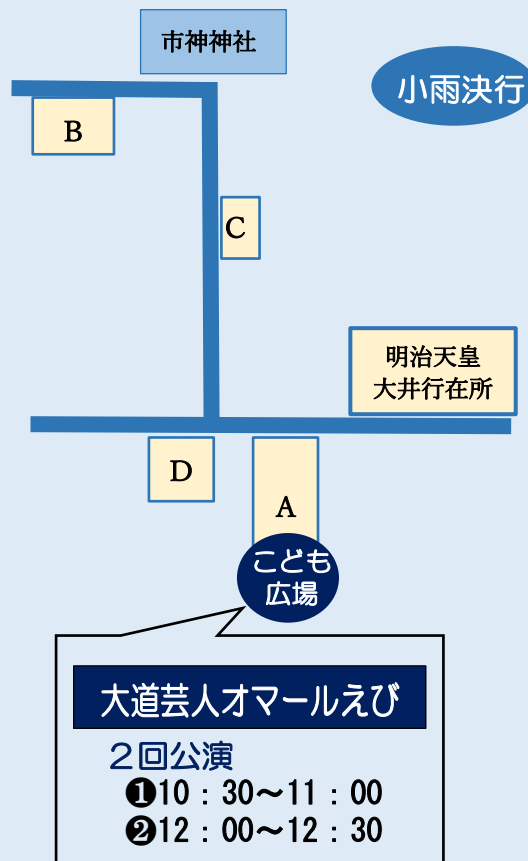 市神神社
小雨決行
B
C
明治天皇
大井行在所
D
A
こども
広場
大道芸人オマールえび
２回公演
❶10：30～11：00
❷12：00～12：30